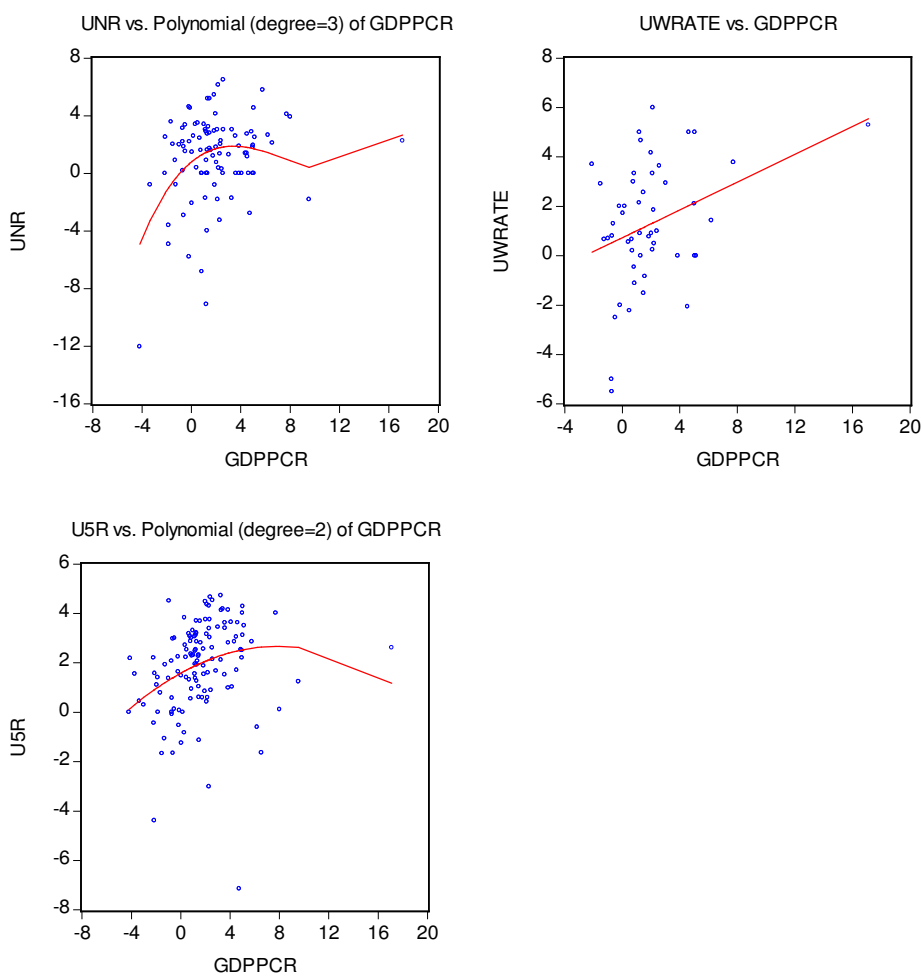 UNR vs. Polynomial (degree=3) of GDPPCR
8
4
0
-4
-8
-12
-16
UNR
-8 -4 0 4 8 12 16 20
GDPPCR
UWRATE vs. GDPPCR
8
6
4
2
0
-2
-4
-6
UWRATE
-4 0 4 8 12 16 20
GDPPCR
U5R vs. Polynomial (degree=2) of GDPPCR
6
4
2
0
-2
-4
-6
-8
U5R
-8 -4 0 4 8 12 16 20
GDPPCR